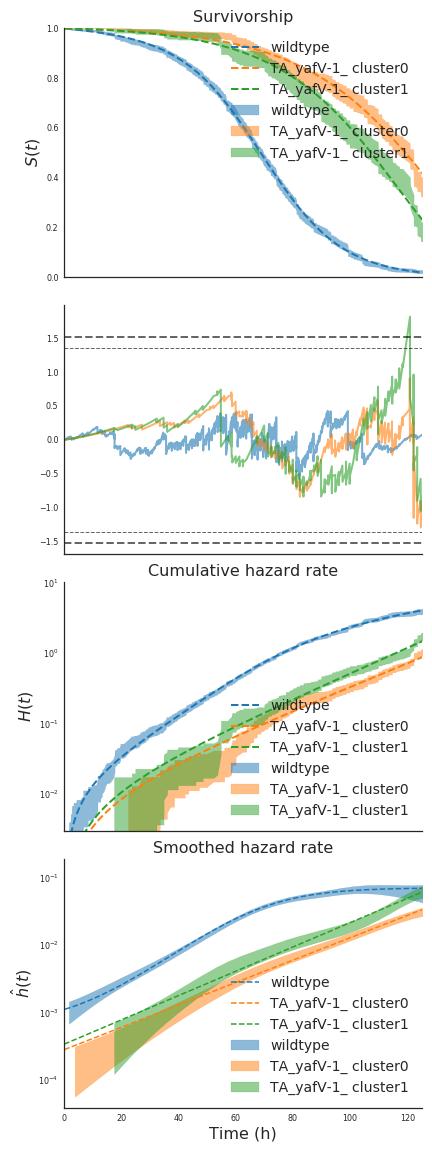 Survivorship
1.0
0.8
0.6
0.4
0.2
0.0
S(t)
wildtype
TA_yafV-1_ cluster0
TA_yafV-1_ cluster1
wildtype
TA_yafV-1_ cluster0
TA_yafV-1_ cluster1
1.5
1.0
0.5
0.0
−0.5
−1.0
−1.5
Cumulative hazard rate
10¹
10⁰
10⁻¹
10⁻²
H(t)
wildtype
TA_yafV-1_ cluster0
TA_yafV-1_ cluster1
wildtype
TA_yafV-1_ cluster0
TA_yafV-1_ cluster1
Smoothed hazard rate
10⁻¹
10⁻²
10⁻³
10⁻⁴
ĥ(t)
wildtype
TA_yafV-1_ cluster0
TA_yafV-1_ cluster1
wildtype
TA_yafV-1_ cluster0
TA_yafV-1_ cluster1
0 20 40 60 80 100 120
Time (h)